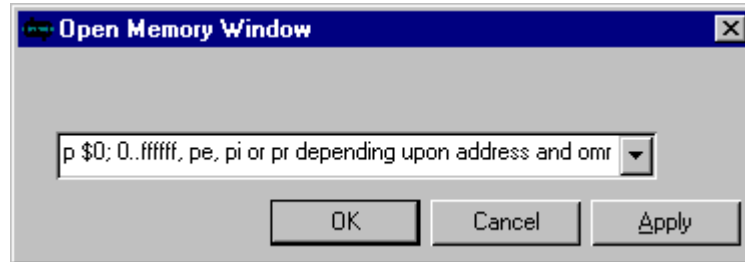 Open Memory Window
p $0; 0..ffffff, pe, pi or pr depending upon address and omr
OK Cancel Apply